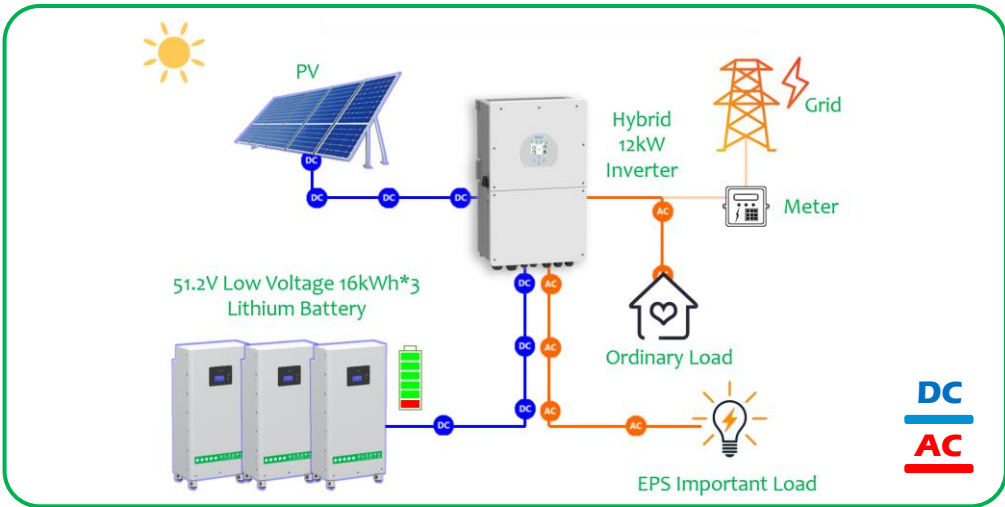 PV
Hybrid
12kW
Inverter
Grid
Meter
DC
DC
DC
DC
AC
AC
51.2V Low Voltage 16kWh*3
Lithium Battery
DC
AC
DC
AC
DC
AC
DC
AC
Ordinary Load
EPS Important Load
DC
AC